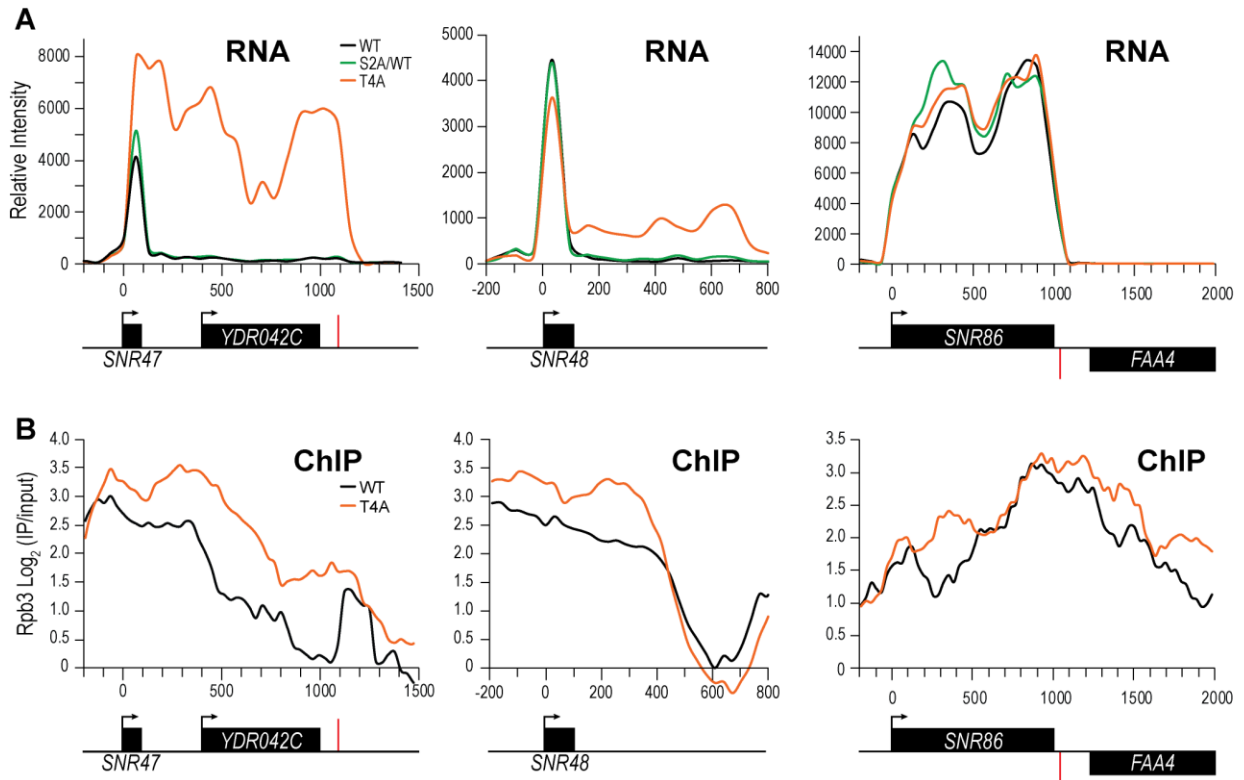 A
RNA
WT
S2A/WT
T4A
RNA
RNA
Relative Intensity
8000
6000
4000
2000
0
5000
4000
3000
2000
1000
0
14000
12000
10000
8000
6000
4000
2000
0
0 500 1000 1500
-200 0 200 400 600 800
0 500 1000 1500 2000
YDR042C
SNR47
SNR48
SNR86
FAA4
B
ChIP
WT
T4A
ChIP
ChIP
Rpb3 Log2 (IP/input)
4.0
3.5
3.0
2.5
2.0
1.5
1.0
0.5
0
4.0
3.5
3.0
2.5
2.0
1.5
1.0
0.5
0
3.5
3.0
2.5
2.0
1.5
1.0
0.5
0
0 500 1000 1500
-200 0 200 400 600 800
0 500 1000 1500 2000
YDR042C
SNR47
SNR48
SNR86
FAA4